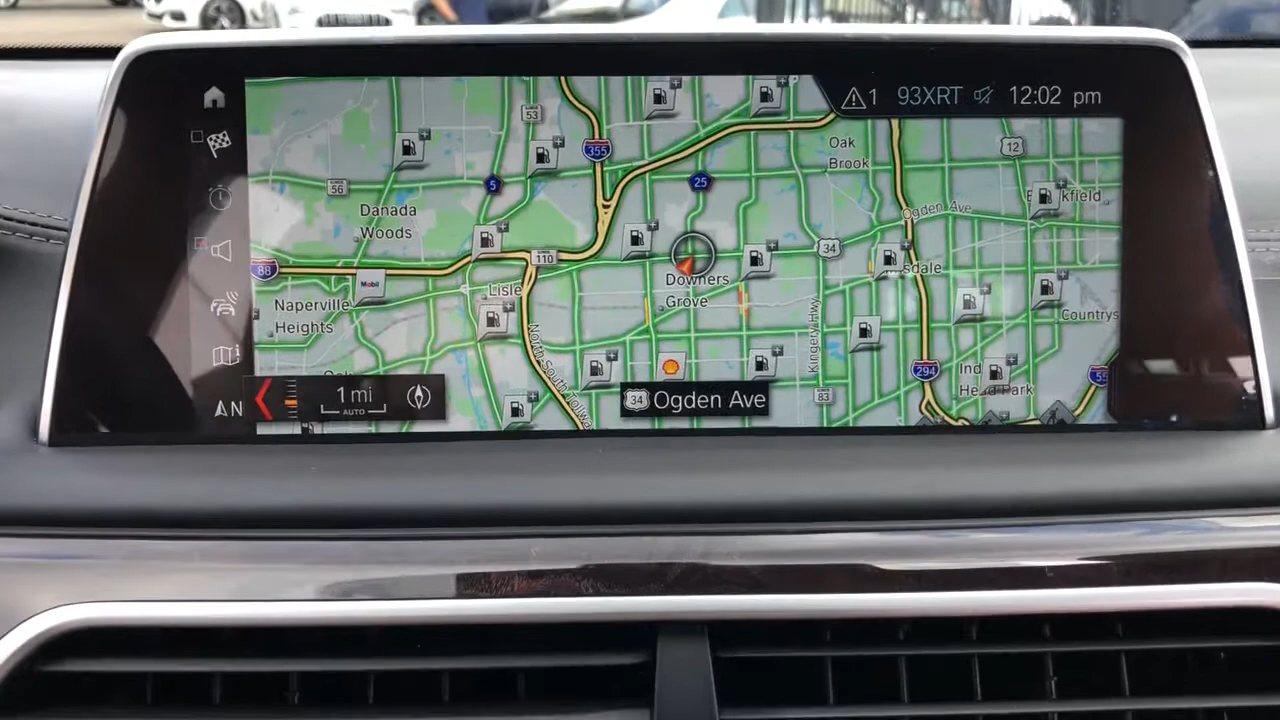 1 93XRT 12:02 pm
53
355
12
Oak
Brook
56
5
25
Danada
Woods
Ogden Ave
34
110
88
Mobil
Lisle
Downers
Grove
Naperville
Heights
Countrys
Kingery Hwy
North-South Tollway
294
55
Ind
Head Park
83
N
1 mi
AUTO
34 Ogden Ave